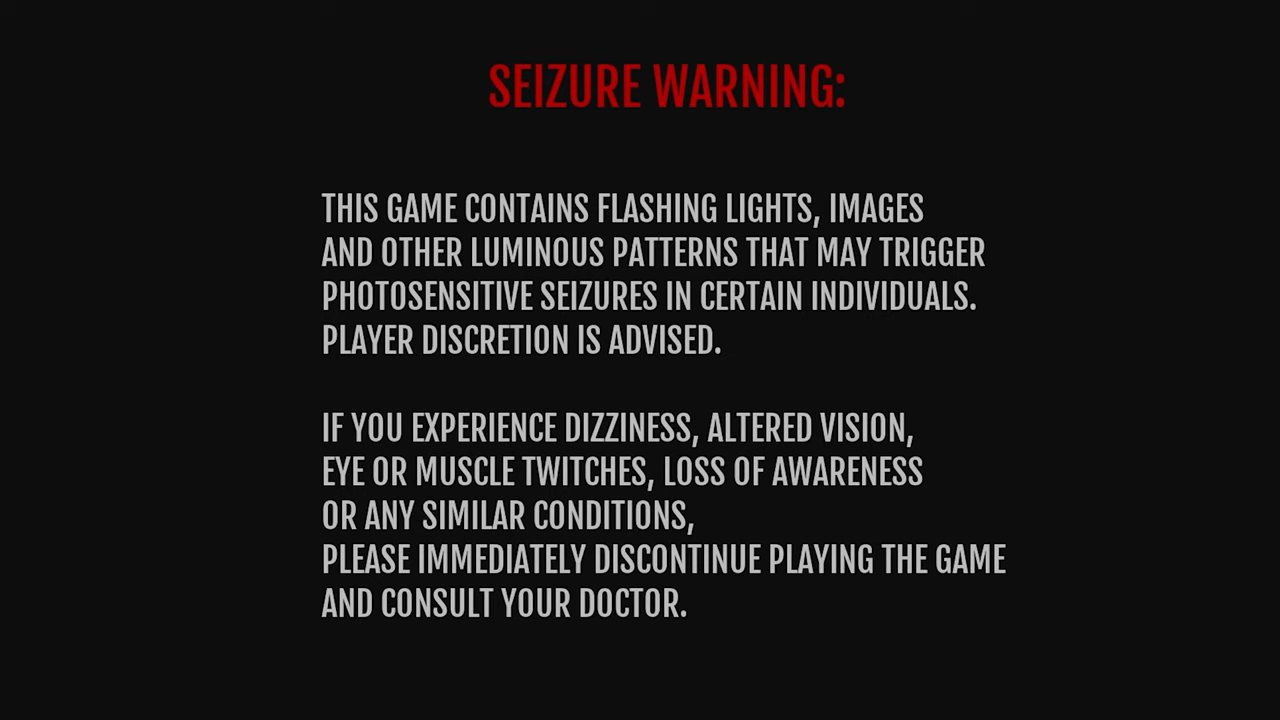 SEIZURE WARNING:
THIS GAME CONTAINS FLASHING LIGHTS, IMAGES
AND OTHER LUMINOUS PATTERNS THAT MAY TRIGGER
PHOTOSENSITIVE SEIZURES IN CERTAIN INDIVIDUALS.
PLAYER DISCRETION IS ADVISED.
IF YOU EXPERIENCE DIZZINESS, ALTERED VISION,
EYE OR MUSCLE TWITCHES, LOSS OF AWARENESS
OR ANY SIMILAR CONDITIONS,
PLEASE IMMEDIATELY DISCONTINUE PLAYING THE GAME
AND CONSULT YOUR DOCTOR.